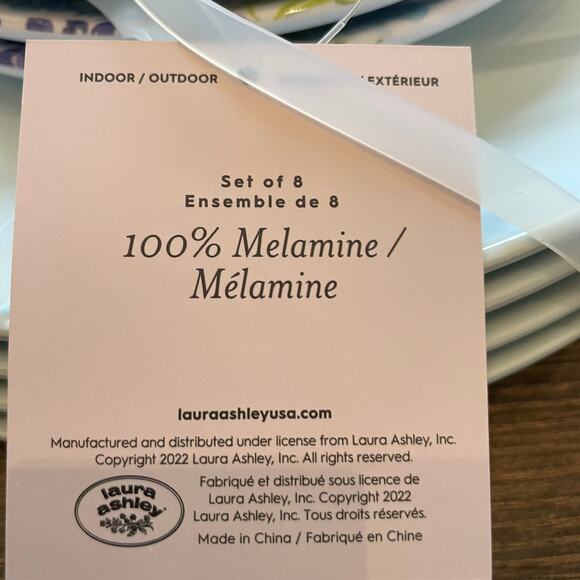 INDOOR / OUTDOOR
/ EXTÉRIEUR
Set of 8
Ensemble de 8
100% Melamine /
Mélamine
lauraashleyusa.com
Manufactured and distributed under license from Laura Ashley, Inc.
Copyright 2022 Laura Ashley, Inc. All rights reserved.
laura
ashley
Fabriqué et distribué sous licence de
Laura Ashley, Inc. Copyright 2022
Laura Ashley, Inc. Tous droits réservés.
Made in China / Fabriqué en Chine